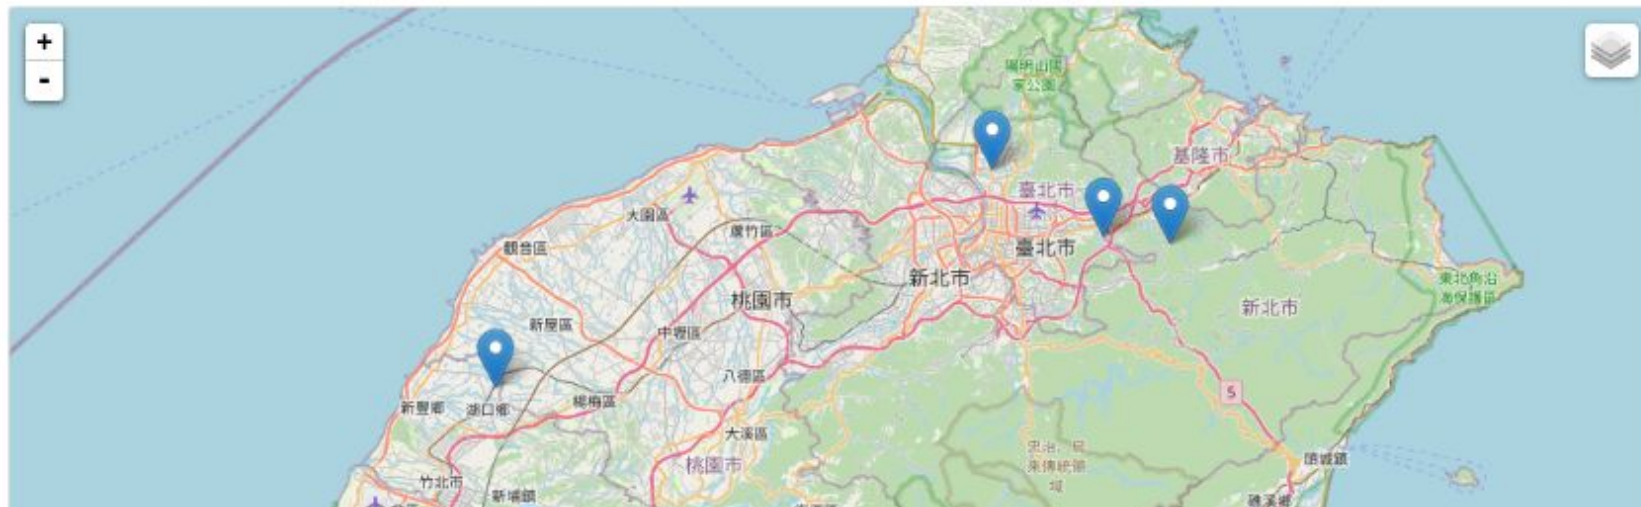 +
-
陽明山國
家公園
基隆市
臺北市
大園區
蘆竹區
觀音區
臺北市
新北市
東北角沿
海保護區
桃園市
新北市
新屋區
中壢區
八德區
5
新豐鄉
湖口鄉
楊梅區
大溪區
桃園市
頭城鎮
竹北市
新埔鎮
礁溪鄉